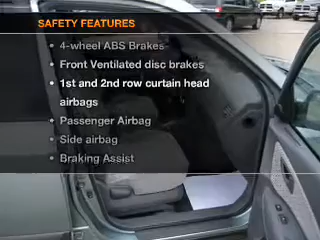 SAFETY FEATURES
• 4-wheel ABS Brakes
• Front Ventilated disc brakes
• 1st and 2nd row curtain head
airbags
• Passenger Airbag
• Side airbag
• Braking Assist